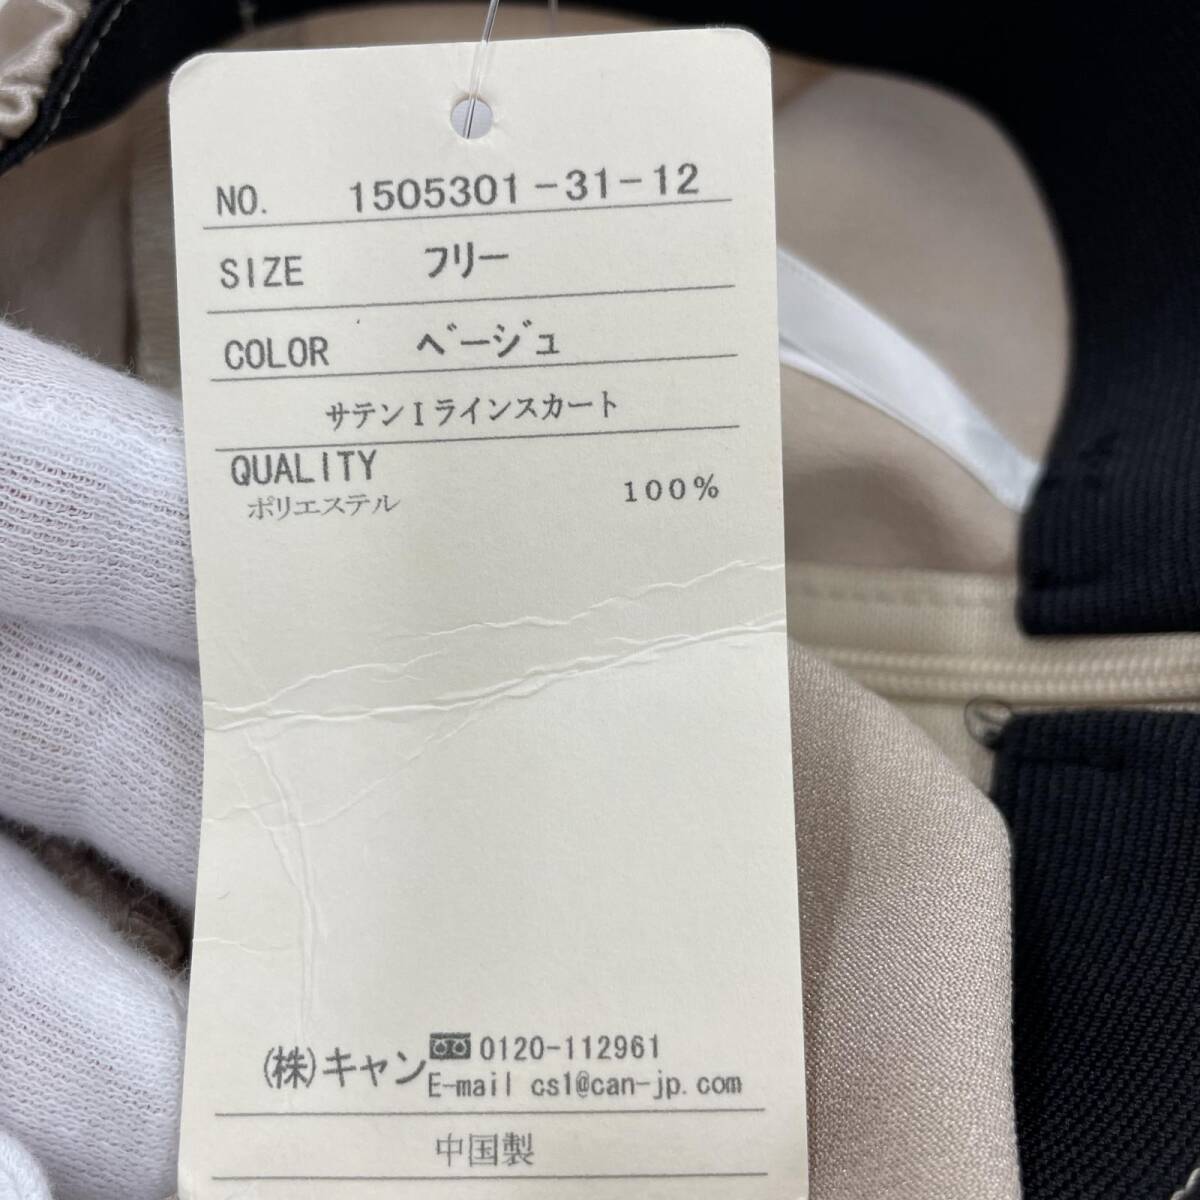 NO. 1505301-31-12
SIZE フリー
COLOR ベージュ
サテンIラインスカート
QUALITY
ポリエステル 100%
(株)キャン 0120-112961
E-mail cs1@can-jp.com
中国製